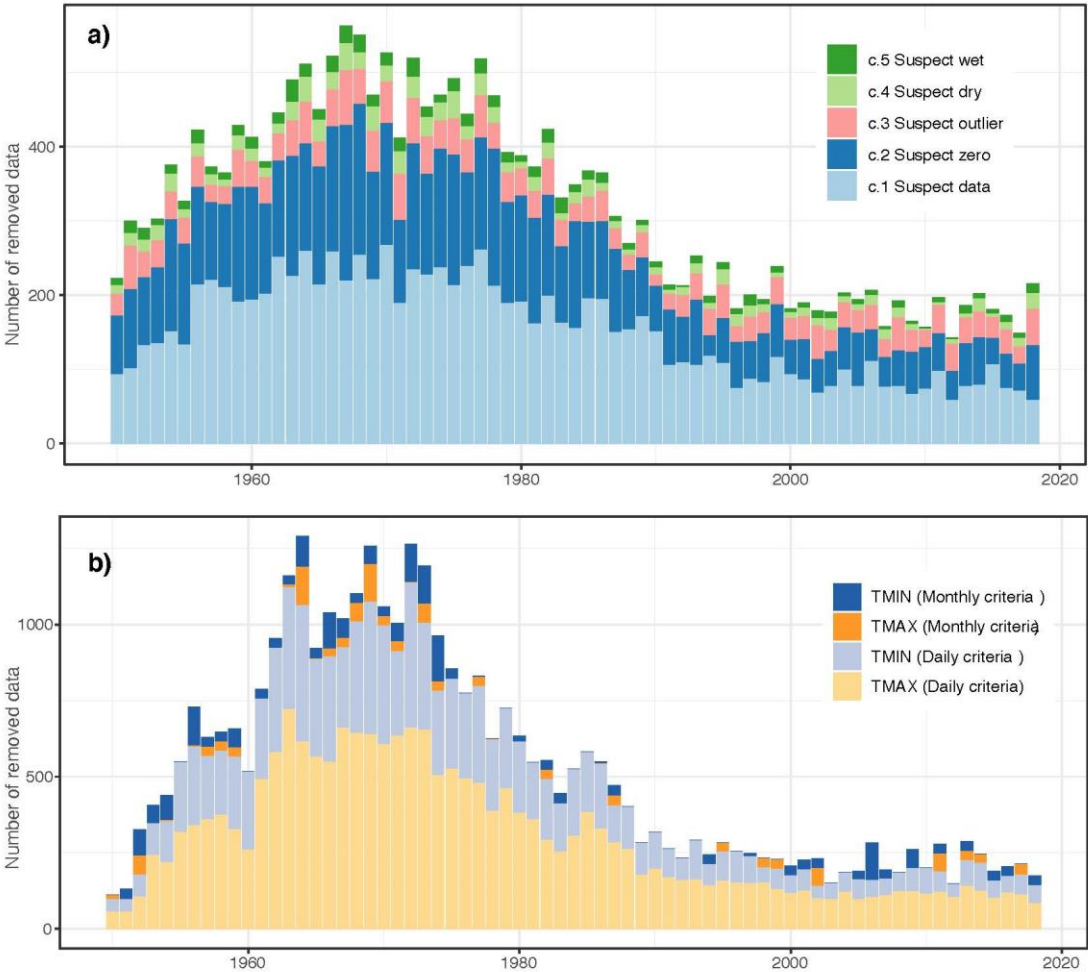 a)
c.5 Suspect wet
c.4 Suspect dry
c.3 Suspect outlier
c.2 Suspect zero
c.1 Suspect data
Number of removed data
400
200
0
1960
1980
2000
2020
b)
TMIN (Monthly criteria )
TMAX (Monthly criteria)
TMIN (Daily criteria )
TMAX (Daily criteria)
Number of removed data
1000
500
0
1960
1980
2000
2020